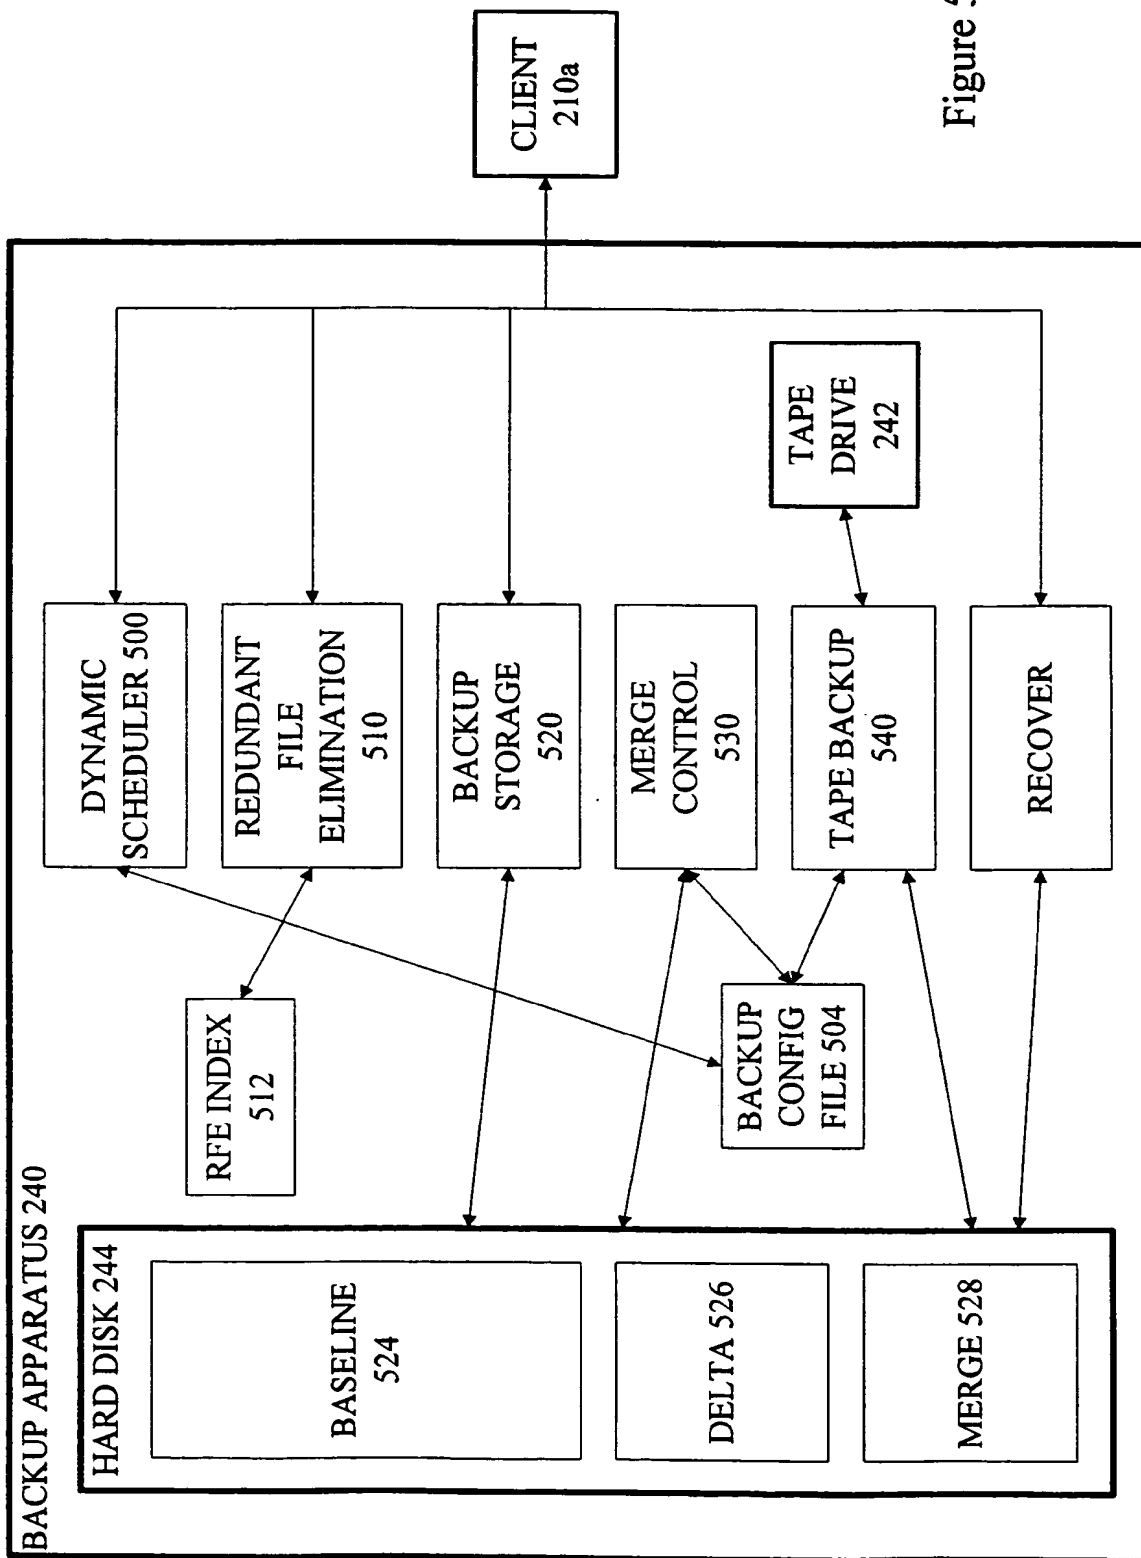 BACKUP APPARATUS 240
HARD DISK 244
BASELINE
524
DELTA 526
MERGE 528
RFE INDEX
512
BACKUP
CONFIG
FILE 504
DYNAMIC
SCHEDULER 500
REDUNDANT
FILE
ELIMINATION
510
BACKUP
STORAGE
520
MERGE
CONTROL
530
TAPE BACKUP
540
RECOVER
TAPE
DRIVE
242
CLIENT
210a
Figure 5